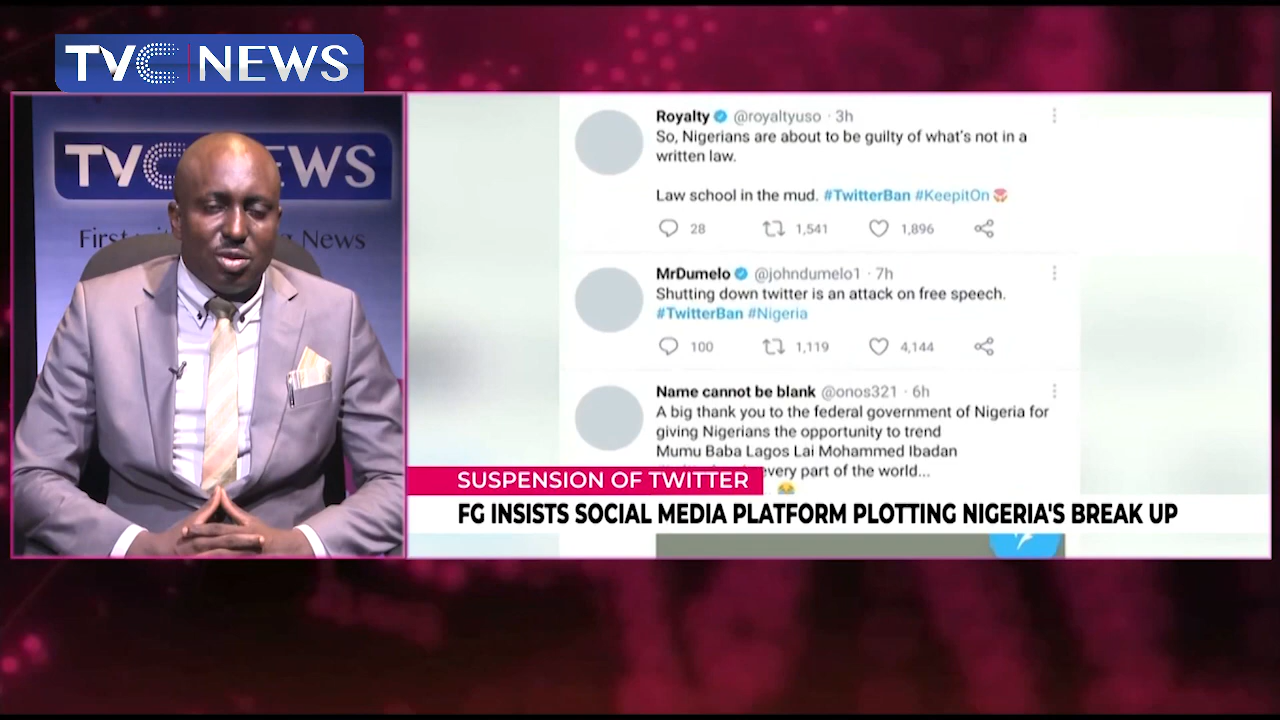 TVC NEWS
TVC NEWS
News
Royalty @royaltyuso · 3h
So, Nigerians are about to be guilty of what's not in a
written law.
Law school in the mud. #TwitterBan #KeepitOn
28 1,541 1,896
MrDumelo @johndumelo1 · 7h
Shutting down twitter is an attack on free speech.
#TwitterBan #Nigeria
100 1,119 4,144
Name cannot be blank @onos321 · 6h
A big thank you to the federal government of Nigeria for
giving Nigerians the opportunity to trend
Mumu Baba Lagos Lai Mohammed Ibadan
every part of the world...
SUSPENSION OF TWITTER
FG INSISTS SOCIAL MEDIA PLATFORM PLOTTING NIGERIA'S BREAK UP